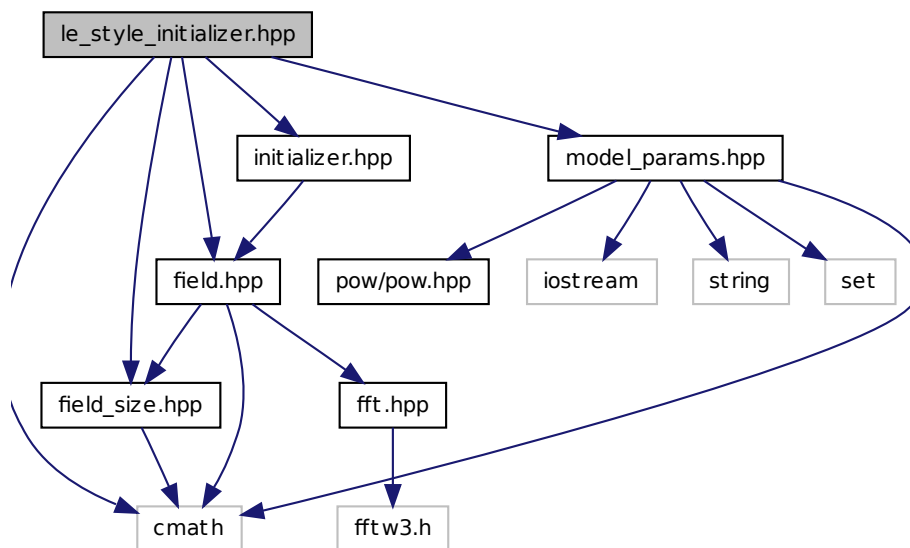 le_style_initializer.hpp
initializer.hpp
model_params.hpp
field.hpp
pow/pow.hpp
iostream
string
set
field_size.hpp
fft.hpp
cmath
fftw3.h